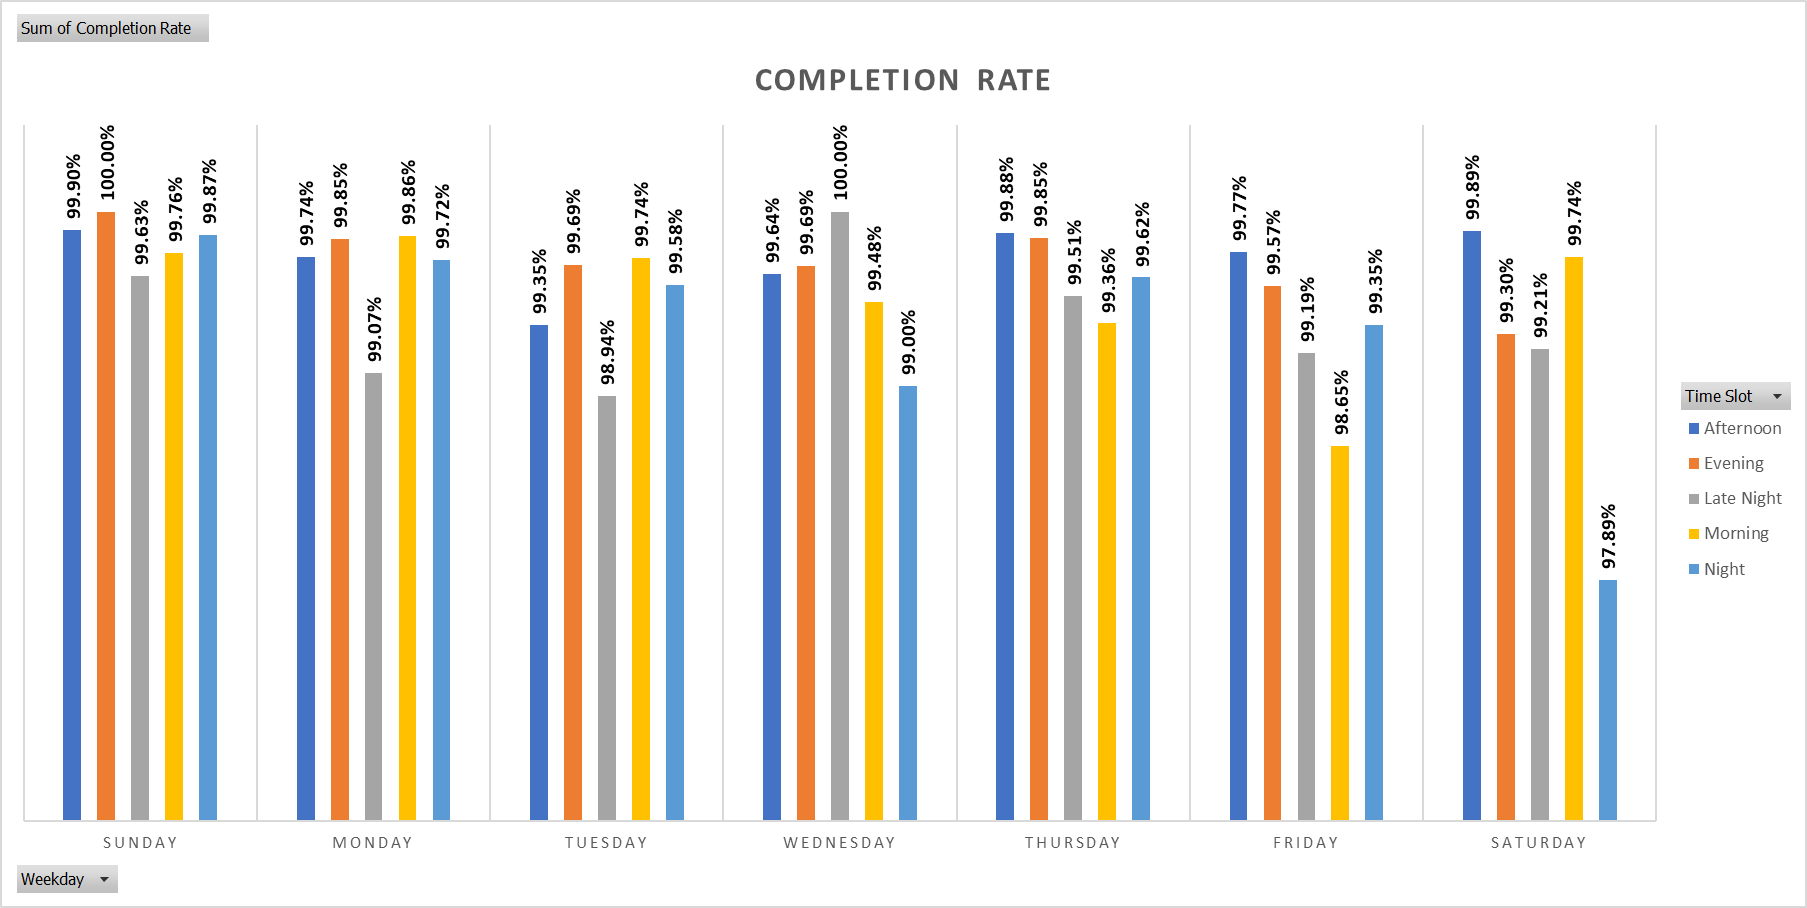 Sum of Completion Rate
COMPLETION RATE
99.90%
100.00%
99.63%
99.76%
99.87%
99.74%
99.85%
99.07%
99.86%
99.72%
99.35%
99.69%
98.94%
99.74%
99.58%
99.64%
99.69%
100.00%
99.48%
99.00%
99.88%
99.85%
99.51%
99.36%
99.62%
99.77%
99.57%
99.19%
98.65%
99.35%
99.89%
99.30%
99.21%
99.74%
97.89%
SUNDAY
MONDAY
TUESDAY
WEDNESDAY
THURSDAY
FRIDAY
SATURDAY
Time Slot
Afternoon
Evening
Late Night
Morning
Night
Weekday